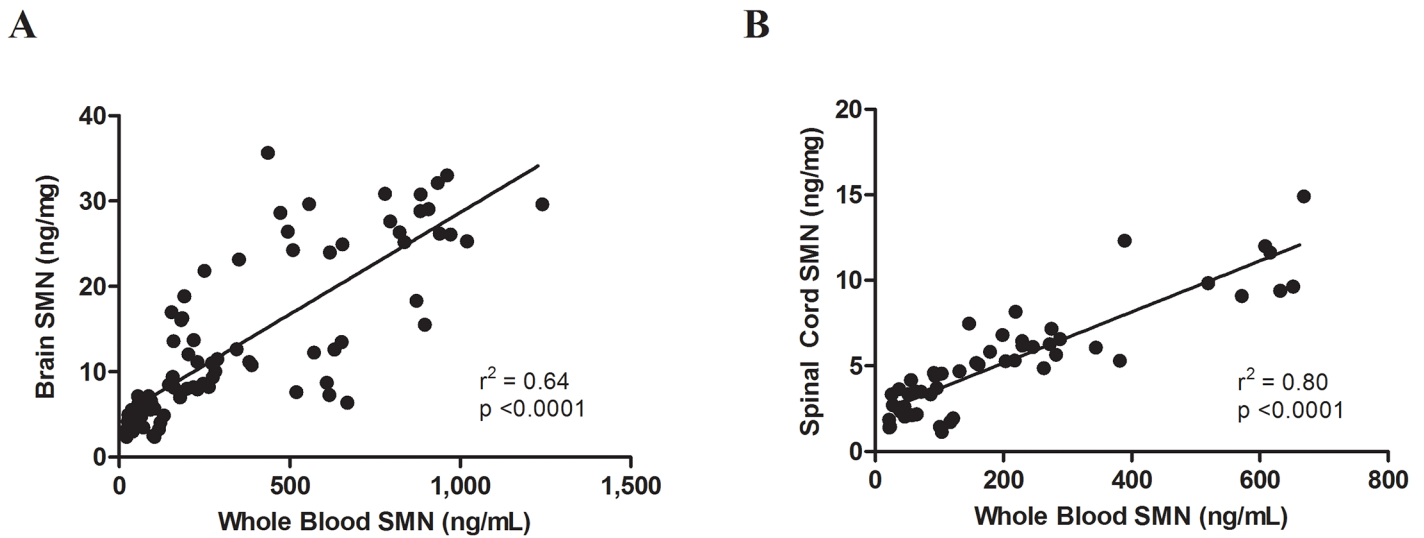 A
40
30
20
10
0
Brain SMN (ng/mg)
0 500 1,000 1,500
Whole Blood SMN (ng/mL)
r² = 0.64
p <0.0001
B
20
15
10
5
0
Spinal Cord SMN (ng/mg)
0 200 400 600 800
Whole Blood SMN (ng/mL)
r² = 0.80
p <0.0001